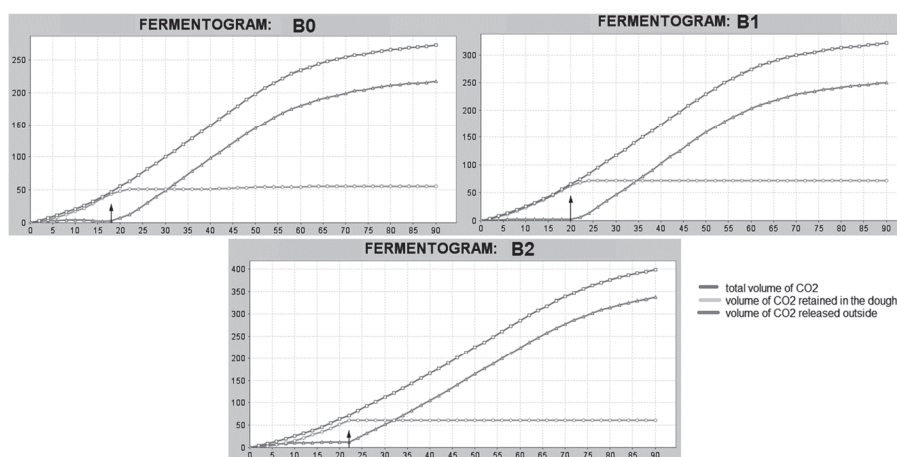 FERMENTOGRAM: B0
250
200
150
100
50
0
0 5 10 15 20 25 30 35 40 45 50 55 60 65 70 75 80 85 90
FERMENTOGRAM: B1
300
250
200
150
100
50
0
0 5 10 15 20 25 30 35 40 45 50 55 60 65 70 75 80 85 90
FERMENTOGRAM: B2
400
350
300
250
200
150
100
50
0
0 5 10 15 20 25 30 35 40 45 50 55 60 65 70 75 80 85 90
total volume of CO2
volume of CO2 retained in the dough
volume of CO2 released outside